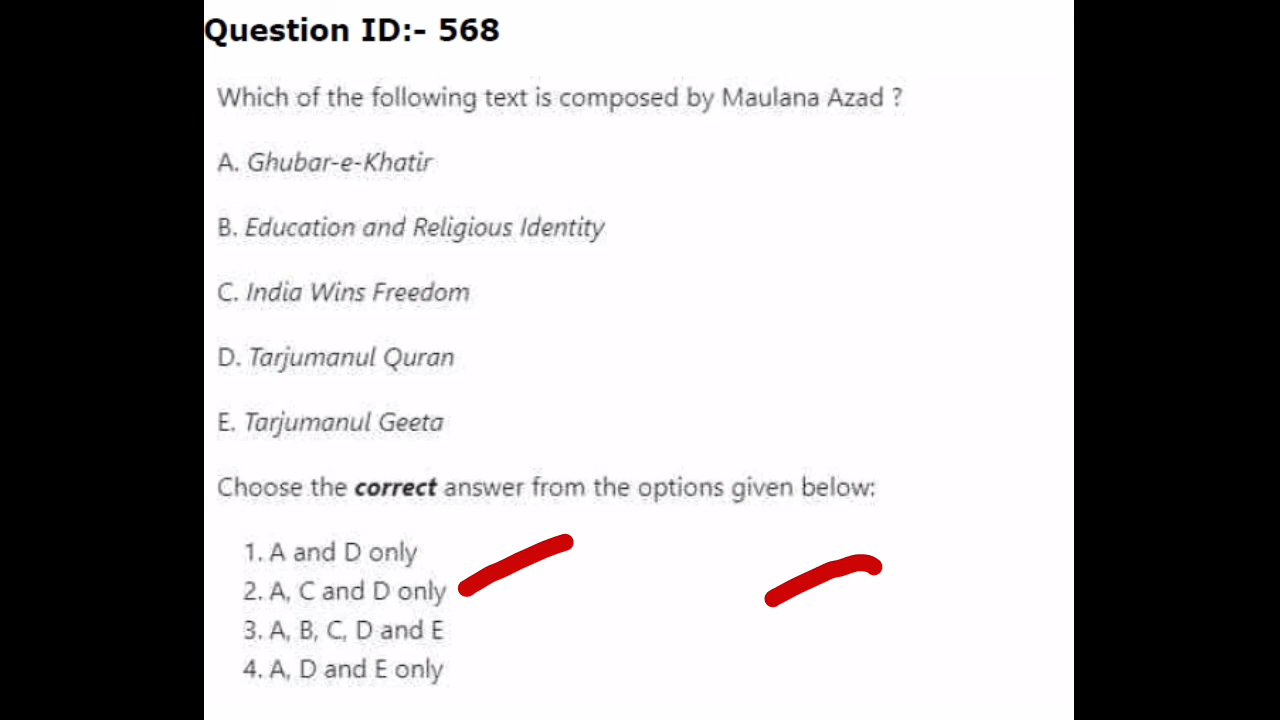 Question ID:- 568
Which of the following text is composed by Maulana Azad ?
A. Ghubar-e-Khatir
B. Education and Religious Identity
C. India Wins Freedom
D. Tarjumanul Quran
E. Tarjumanul Geeta
Choose the correct answer from the options given below:
1. A and D only
2. A, C and D only
3. A, B, C, D and E
4. A, D and E only